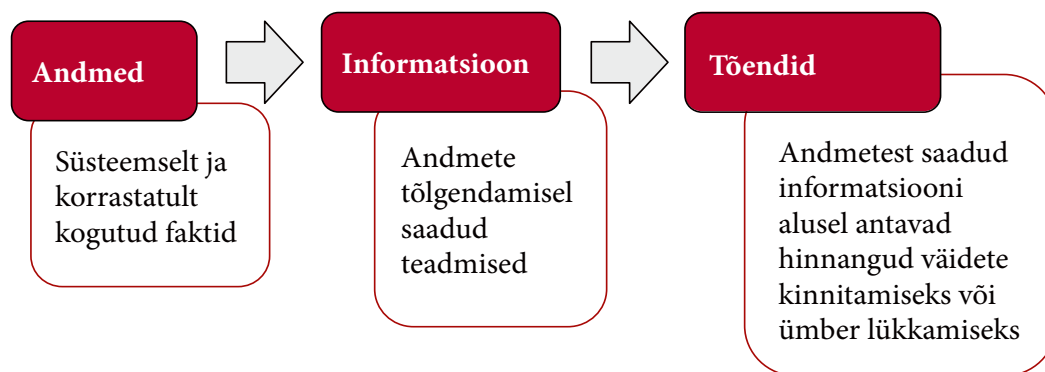 Andmed
Süsteemselt ja
korrastatult
kogutud faktid
Informatsioon
Andmete
tõlgendamisel
saadud
teadmised
Tõendid
Andmetest saadud
informatsiooni
alusel antavad
hinnangud väidete
kinnitamiseks või
ümber lükkamiseks